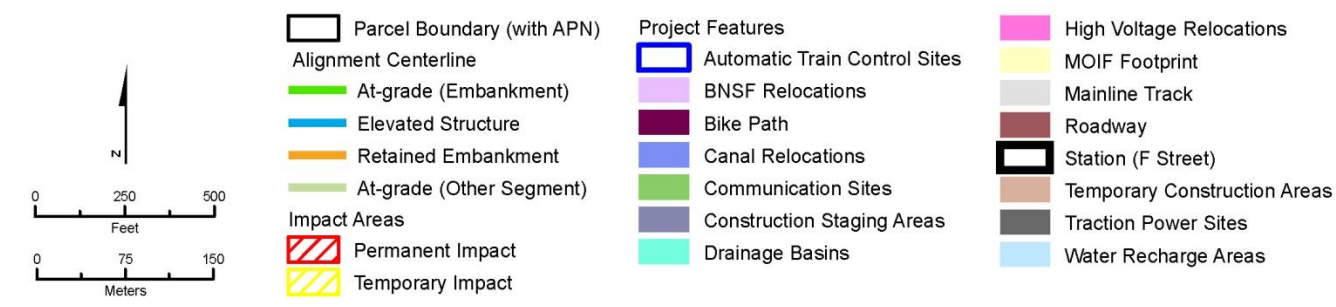 N
0 250 500
Feet
0 75 150
Meters
Parcel Boundary (with APN)
Alignment Centerline
At-grade (Embankment)
Elevated Structure
Retained Embankment
At-grade (Other Segment)
Impact Areas
Permanent Impact
Temporary Impact
Project Features
Automatic Train Control Sites
BNSF Relocations
Bike Path
Canal Relocations
Communication Sites
Construction Staging Areas
Drainage Basins
High Voltage Relocations
MOIF Footprint
Mainline Track
Roadway
Station (F Street)
Temporary Construction Areas
Traction Power Sites
Water Recharge Areas